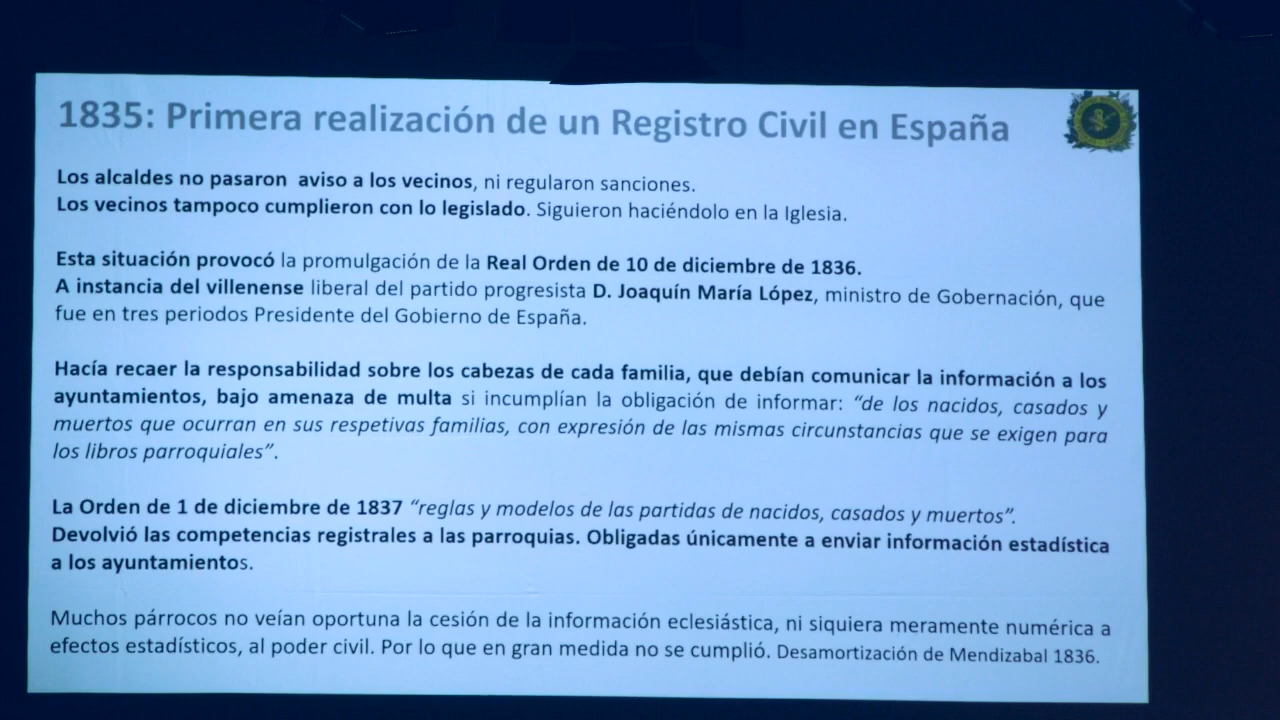 1835: Primera realización de un Registro Civil en España
Los alcaldes no pasaron aviso a los vecinos, ni regularon sanciones.
Los vecinos tampoco cumplieron con lo legislado. Siguieron haciéndolo en la Iglesia.
Esta situación provocó la promulgación de la Real Orden de 10 de diciembre de 1836.
A instancia del villenense liberal del partido progresista D. Joaquín María López, ministro de Gobernación, que
fue en tres periodos Presidente del Gobierno de España.
Hacía recaer la responsabilidad sobre los cabezas de cada familia, que debían comunicar la información a los
ayuntamientos, bajo amenaza de multa si incumplían la obligación de informar: “de los nacidos, casados y
muertos que ocurran en sus respetivas familias, con expresión de las mismas circunstancias que se exigen para
los libros parroquiales”.
La Orden de 1 de diciembre de 1837 “reglas y modelos de las partidas de nacidos, casados y muertos”.
Devolvió las competencias registrales a las parroquias. Obligadas únicamente a enviar información estadística
a los ayuntamientos.
Muchos párrocos no veían oportuna la cesión de la información eclesiástica, ni siquiera meramente numérica a
efectos estadísticos, al poder civil. Por lo que en gran medida no se cumplió. Desamortización de Mendizabal 1836.